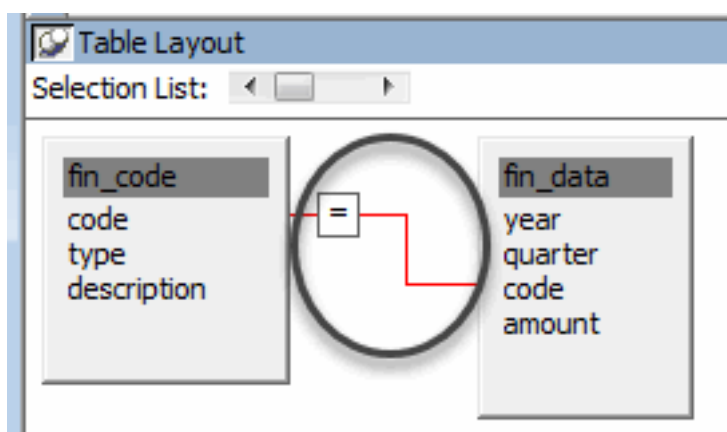 Table Layout
Selection List:
fin_code
code
type
description
=
fin_data
year
quarter
code
amount